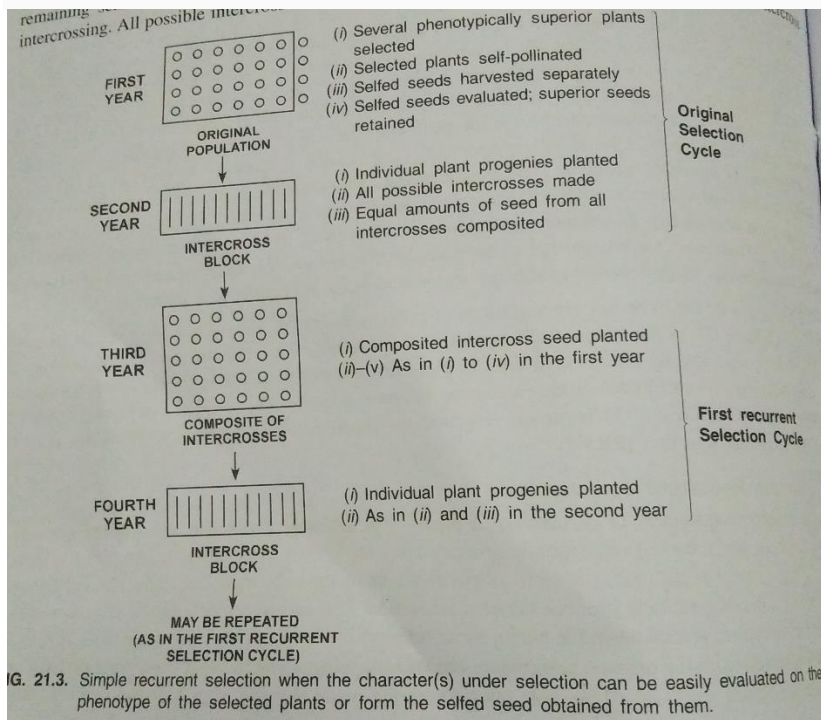 remaining
intercrossing. All possible
FIRST
YEAR
(i) Several phenotypically superior plants
selected
(ii) Selected plants self-pollinated
(iii) Selfed seeds harvested separately
(iv) Selfed seeds evaluated; superior seeds
retained
ORIGINAL
POPULATION
Original
Selection
Cycle
SECOND
YEAR
(i) Individual plant progenies planted
(ii) All possible intercrosses made
(iii) Equal amounts of seed from all
intercrosses composited
INTERCROSS
BLOCK
THIRD
YEAR
(i) Composited intercross seed planted
(ii)–(v) As in (i) to (iv) in the first year
COMPOSITE OF
INTERCROSSES
First recurrent
Selection Cycle
FOURTH
YEAR
(i) Individual plant progenies planted
(ii) As in (ii) and (iii) in the second year
INTERCROSS
BLOCK
MAY BE REPEATED
(AS IN THE FIRST RECURRENT
SELECTION CYCLE)
IG. 21.3. Simple recurrent selection when the character(s) under selection can be easily evaluated on the
phenotype of the selected plants or form the selfed seed obtained from them.